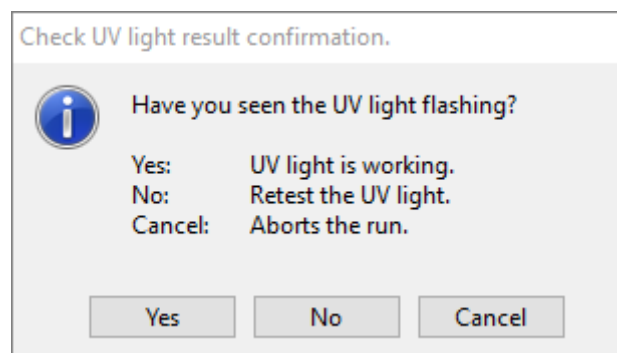 Check UV light result confirmation.
Have you seen the UV light flashing?
Yes: UV light is working.
No: Retest the UV light.
Cancel: Aborts the run.
Yes No Cancel